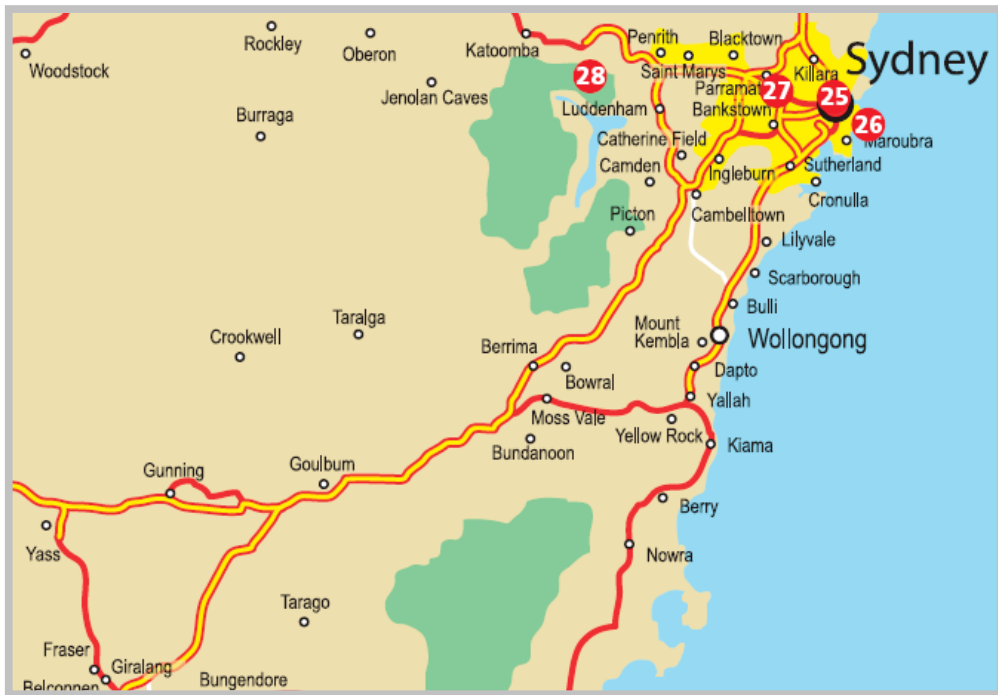 Rockley
Oberon
Katoomba
Penrith
Blacktown
Sydney
Woodstock
Jenolan Caves
28
Saint Marys
Killara
Parramat
27
25
Luddenham
Bankstown
26
Burraga
Catherine Field
Maroubra
Camden
Ingleburn
Sutherland
Cronulla
Picton
Cambelltown
Lilyvale
Scarborough
Bulli
Taralga
Mount
Kembla
Wollongong
Crookwell
Berrima
Bowral
Dapto
Yallah
Moss Vale
Yellow Rock
Kiama
Bundanoon
Gunning
Goulburn
Berry
Yass
Nowra
Tarago
Fraser
Giralang
Belconnen
Bungendore